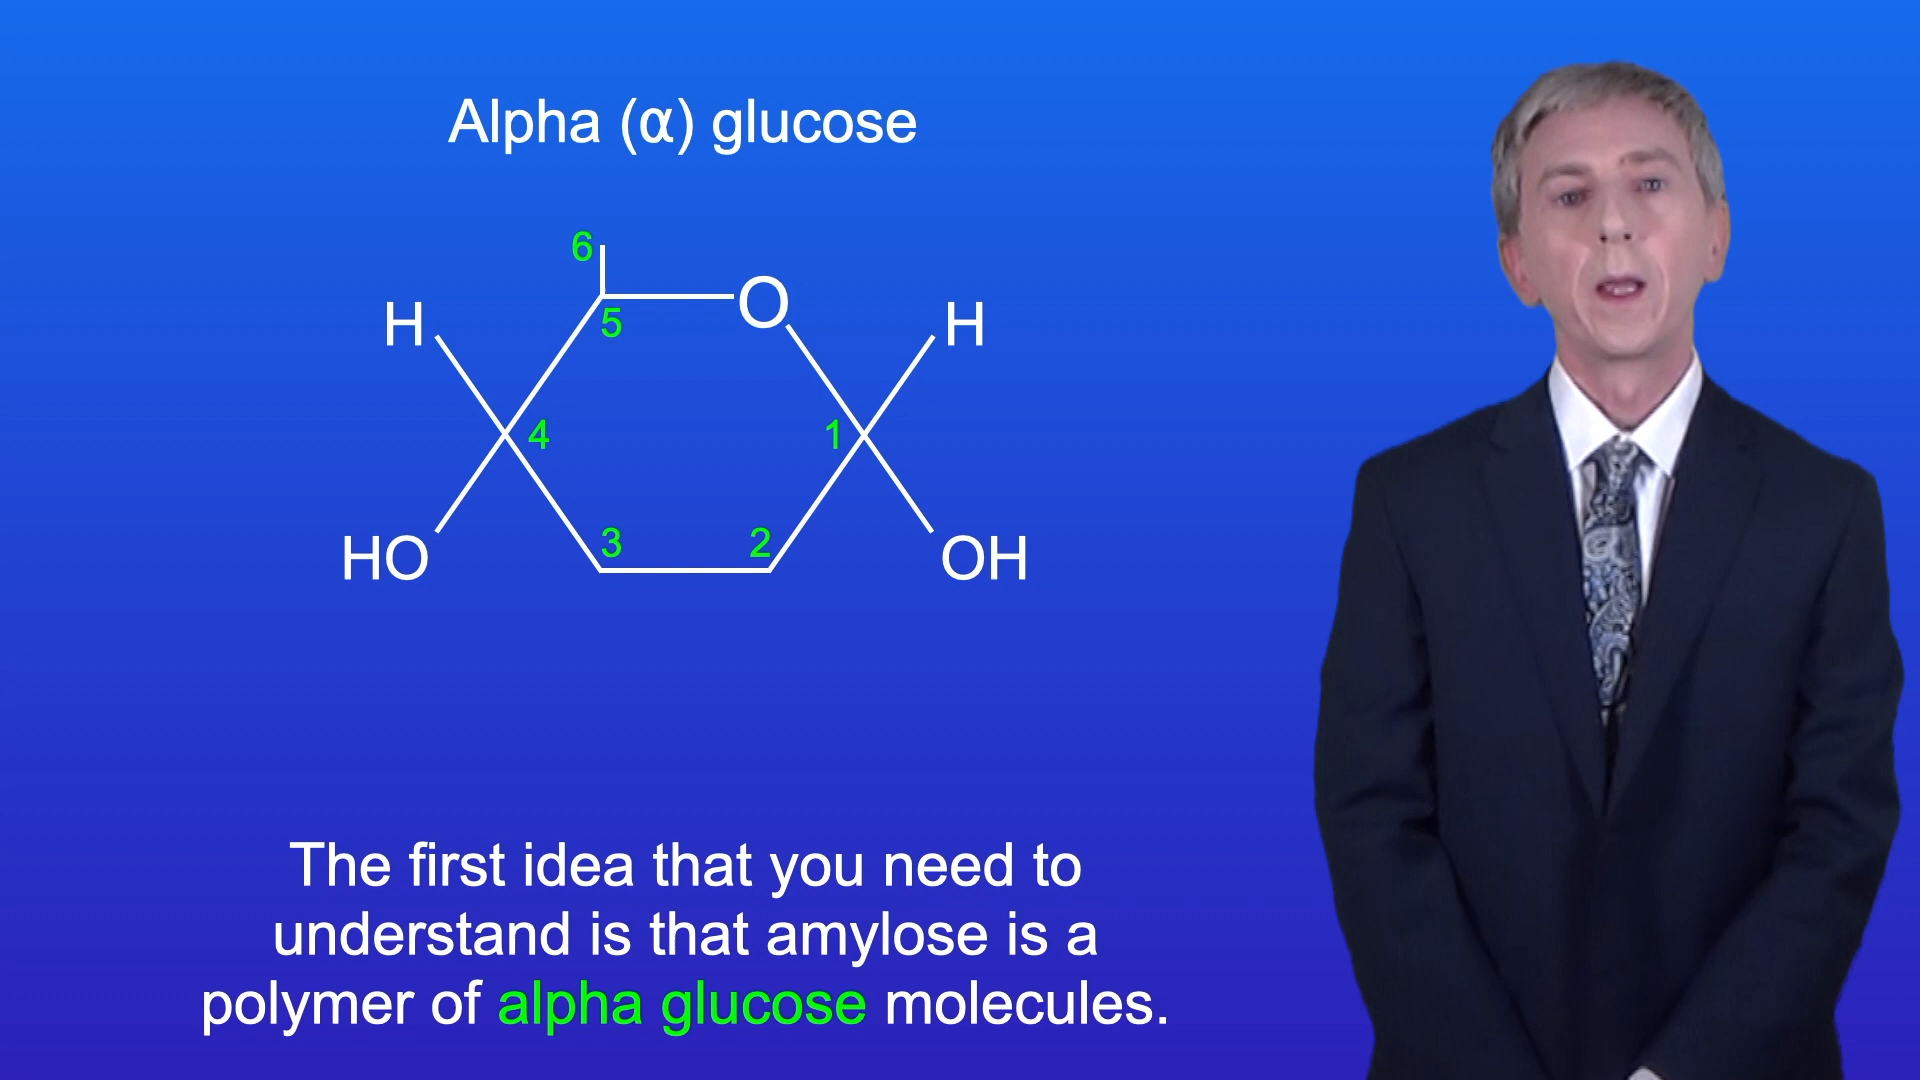 Alpha (α) glucose
6
H
5
O
H
4
1
HO
3
2
OH
The first idea that you need to
understand is that amylose is a
polymer of alpha glucose molecules.